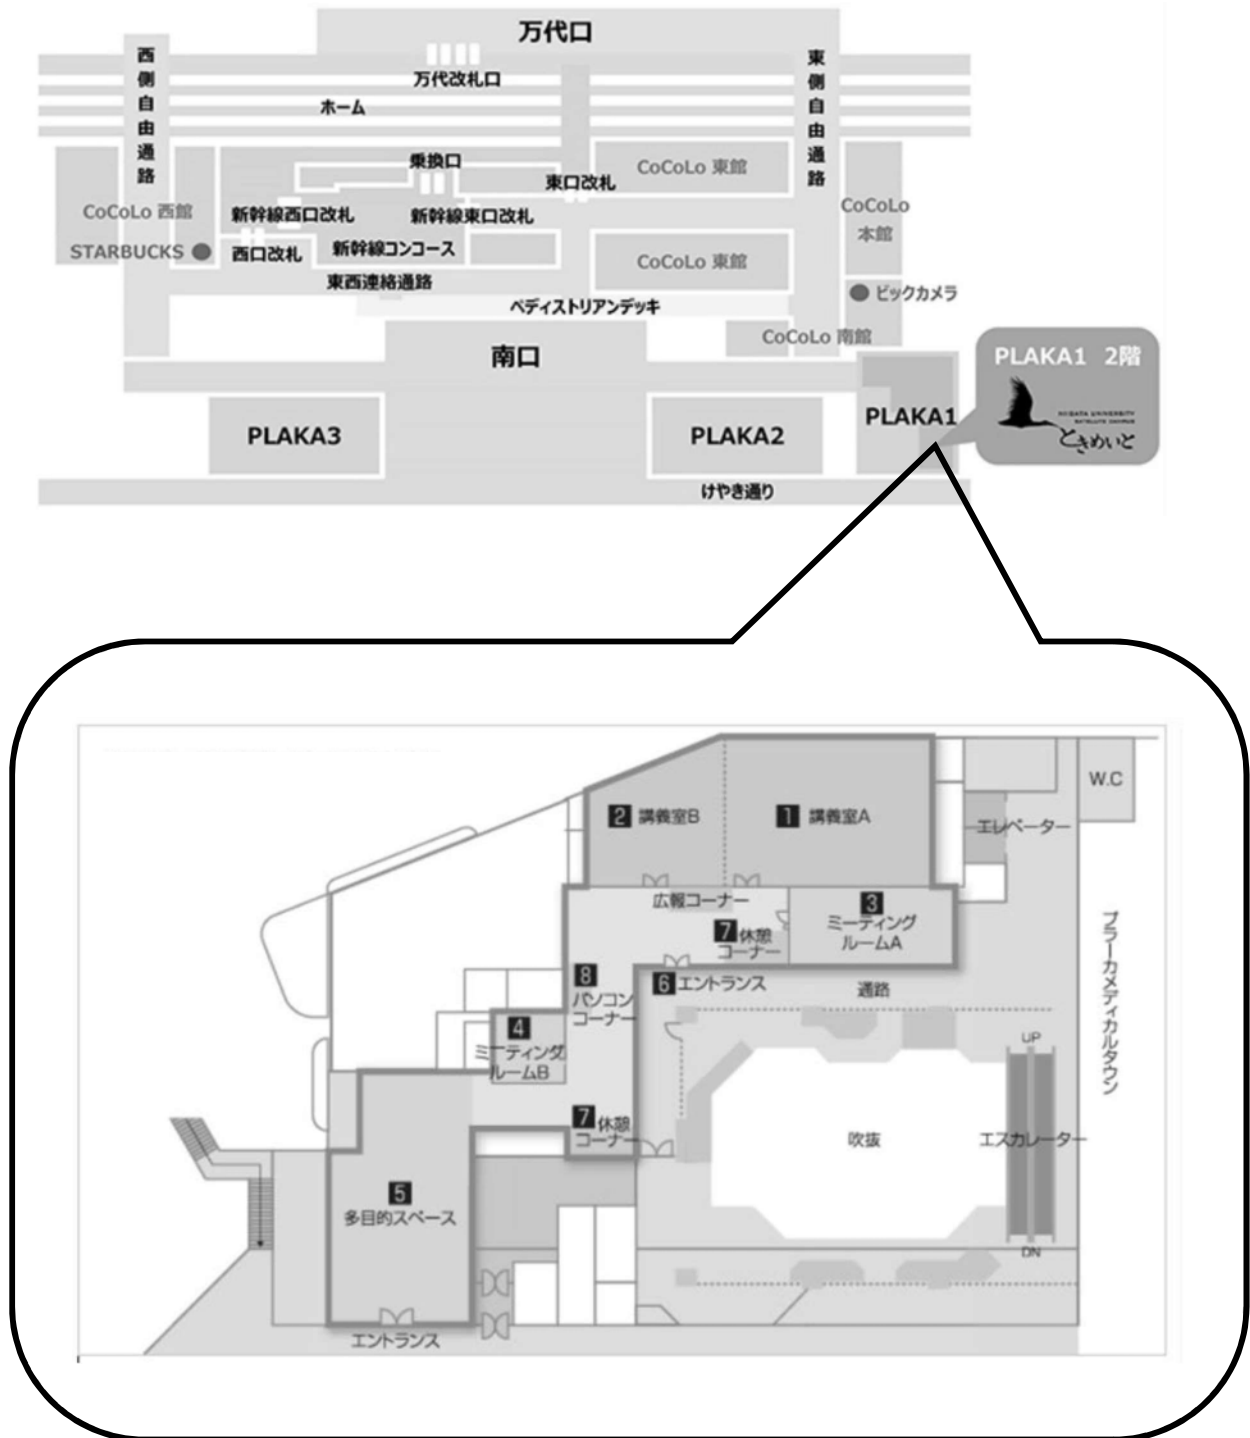 万代口
西側自由通路
東側自由通路
万代改札口
ホーム
乗換口
東口改札
CoCoLo 東館
CoCoLo 西館
新幹線西口改札
新幹線東口改札
CoCoLo
本館
STARBUCKS
西口改札
新幹線コンコース
CoCoLo 東館
東西連絡通路
ビックカメラ
ペディストリアンデッキ
CoCoLo 南館
南口
PLAKA1 2階
NIIGATA UNIVERSITY
SATELLITE CAMPUS
ときめいと
PLAKA1
PLAKA3
PLAKA2
けやき通り
W.C
2 講義室B
1 講義室A
エレベーター
広報コーナー
3
ミーティング
ルームA
7 休憩
コーナー
プラーカメディカルタウン
8
パソコン
コーナー
6 エントランス
通路
4
ミーティング
ルームB
UP
7 休憩
コーナー
吹抜
エスカレーター
5
多目的スペース
DN
エントランス